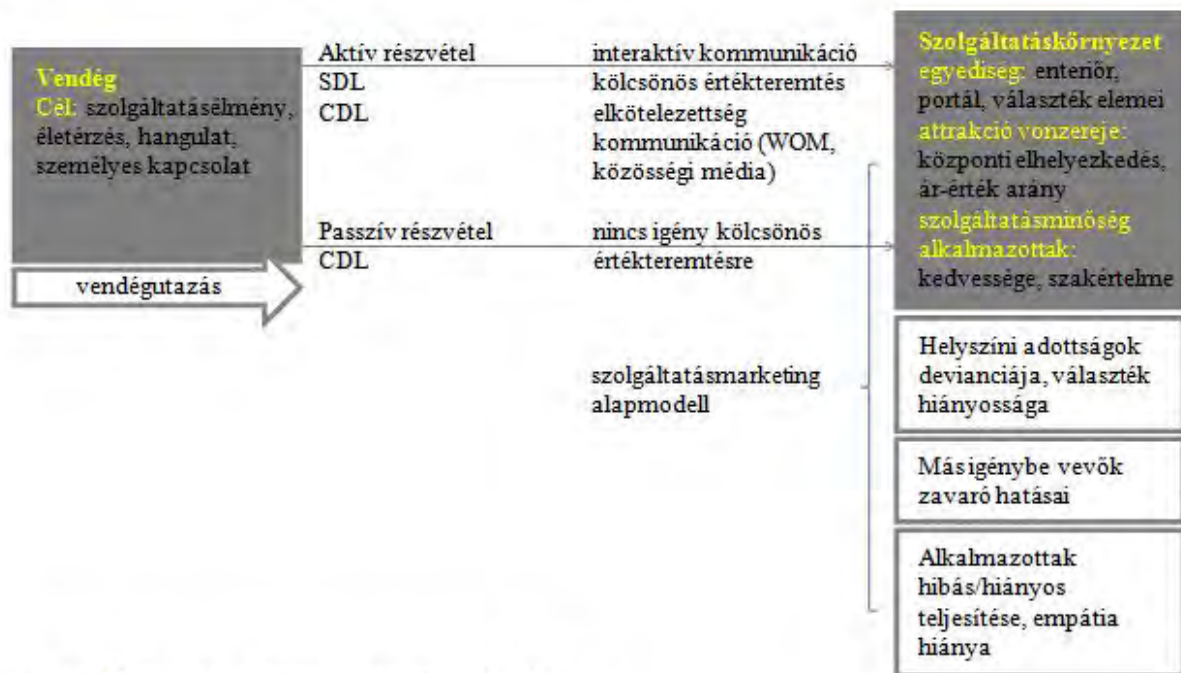 Vendég
Cél: szolgáltatásélmény,
életérzés, hangulat,
személyes kapcsolat
vendégutazás
Aktív részvétel
SDL
CDL
interaktív kommunikáció
kölcsönös értékteremtés
elkötelezettség
kommunikáció (WOM,
közösségi média)
Passzív részvétel
CDL
nincs igény kölcsönös
értékteremtésre
szolgáltatásmarketing
alapmodell
Szolgáltatáskörnyezet
egyediség: enteriőr,
portál, választék elemei
attrakció vonzereje:
központi elhelyezkedés,
ár-érték arány
szolgáltatásminőség
alkalmazottak:
kedvessége, szakértelme
Helyszíni adottságok
devianciája, választék
hiányossága
Más igénybe vevők
zavaró hatásai
Alkalmazottak
hibás/hiányos
teljesítése, empátia
hiánya